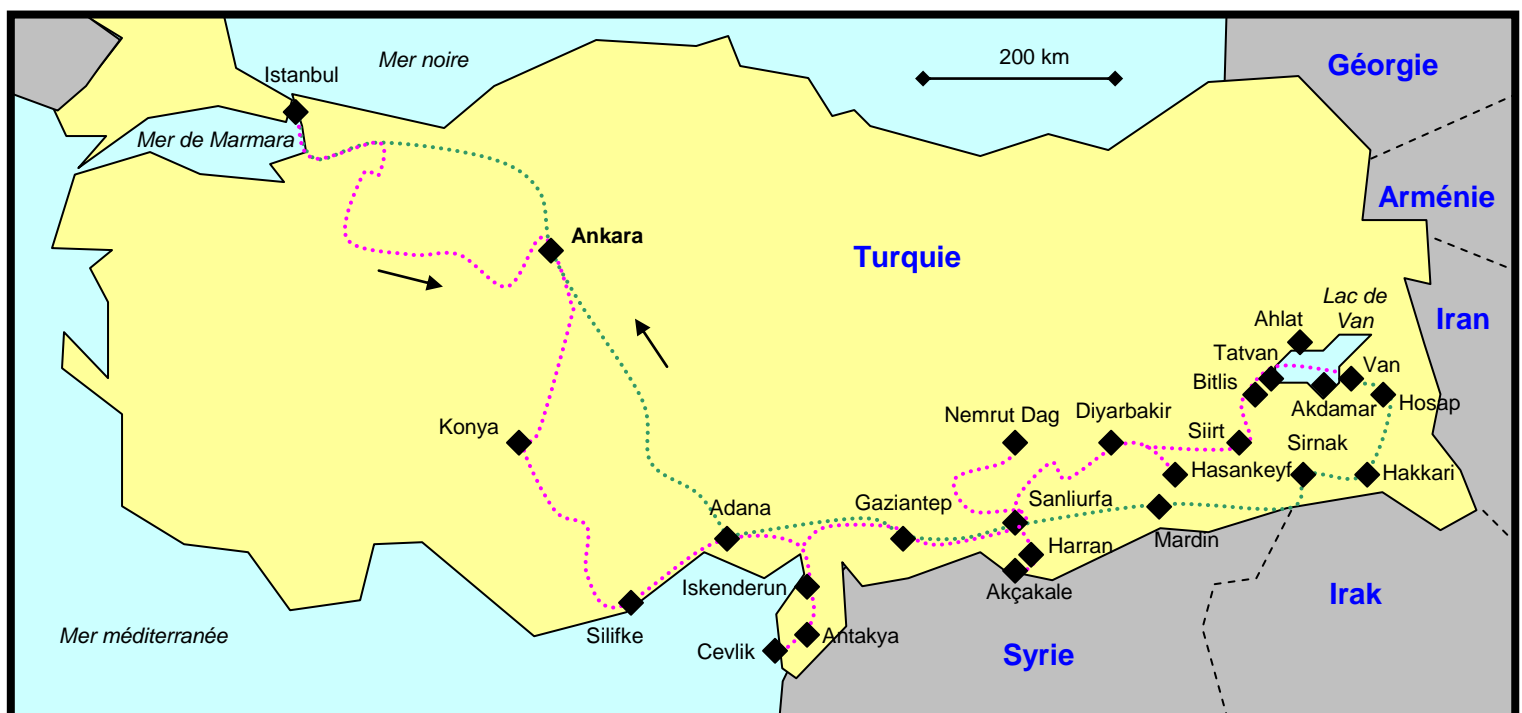 Mer noire
200 km
Géorgie
Istanbul
Mer de Marmara
Arménie
Ankara
Turquie
Lac de
Van
Iran
Ahlat
Tatvan
Van
Bitlis
Akdamar
Hosap
Konya
Nemrut Dag
Diyarbakir
Siirt
Sirnak
Hasankeyf
Hakkari
Adana
Gaziantep
Sanliurfa
Mardin
Harran
Iskenderun
Akçakale
Irak
Mer méditerranée
Silifke
Antakya
Cevlik
Syrie